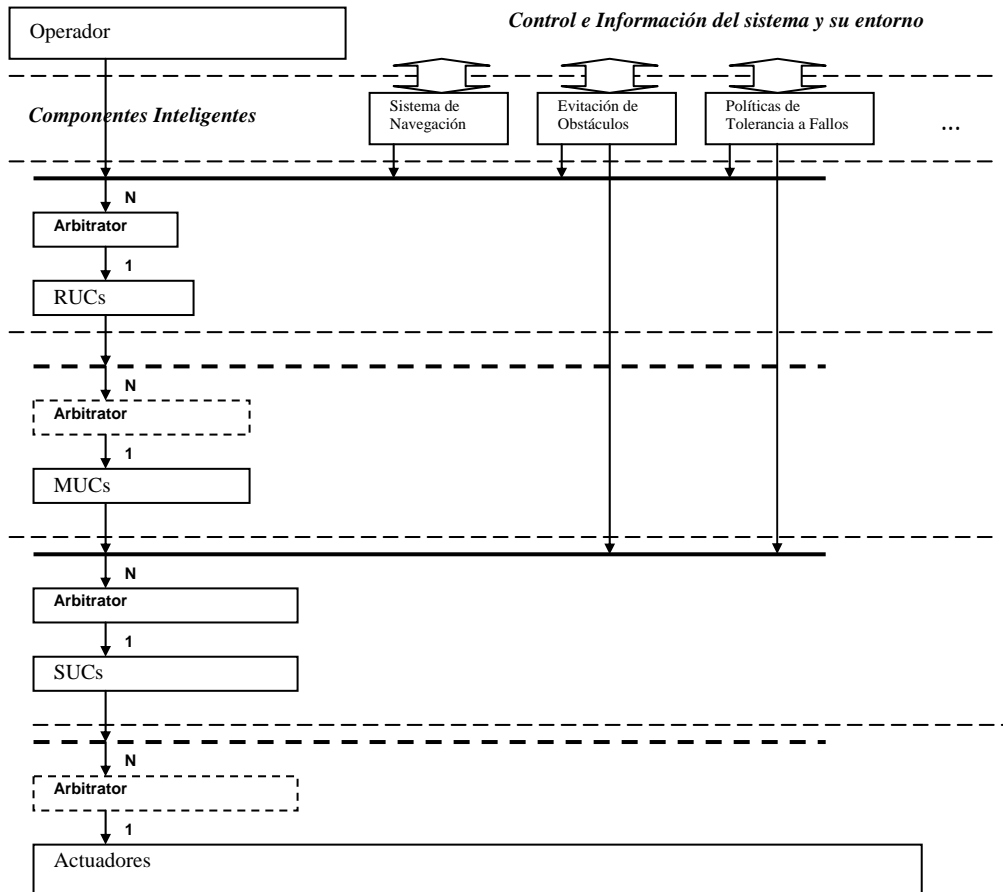 Control e Información del sistema y su entorno
Operador
Componentes Inteligentes
Sistema de
Navegación
Evitación de
Obstáculos
Políticas de
Tolerancia a Fallos
...
N
Arbitrator
1
RUCs
N
Arbitrator
1
MUCs
N
Arbitrator
1
SUCs
N
Arbitrator
1
Actuadores